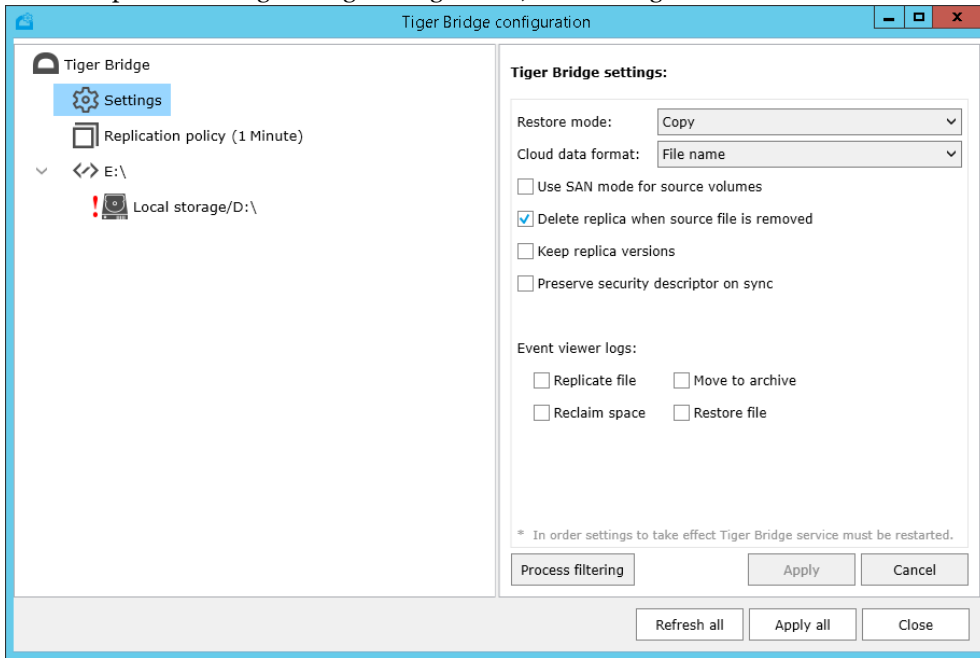 Tiger Bridge configuration
Tiger Bridge
Settings
Replication policy (1 Minute)
E:\
Local storage/D:\
Tiger Bridge settings:
Restore mode: Copy
Cloud data format: File name
Use SAN mode for source volumes
Delete replica when source file is removed
Keep replica versions
Preserve security descriptor on sync
Event viewer logs:
Replicate file Move to archive
Reclaim space Restore file
* In order settings to take effect Tiger Bridge service must be restarted.
Process filtering Apply Cancel
Refresh all Apply all Close